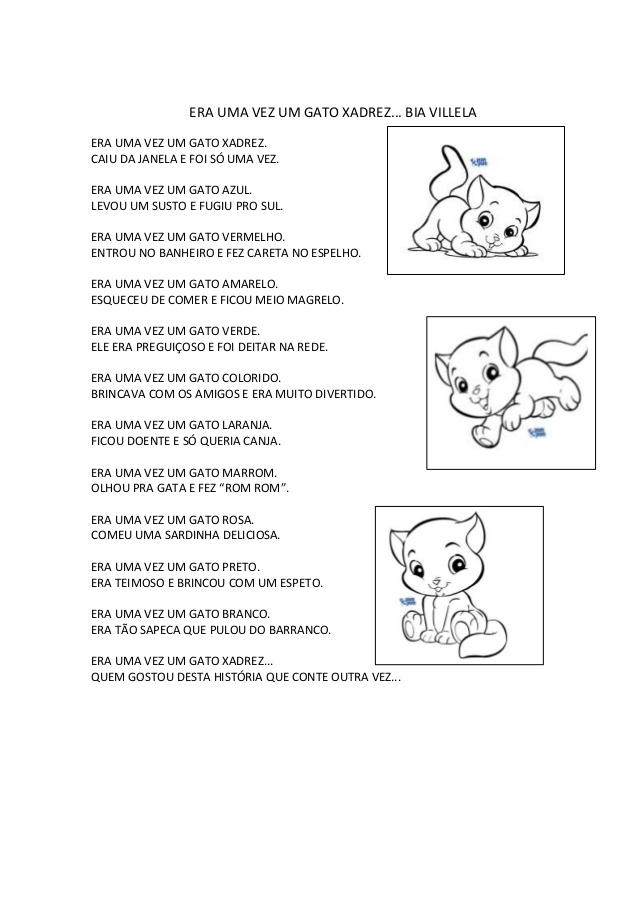 ERA UMA VEZ UM GATO XADREZ... BIA VILLELA
ERA UMA VEZ UM GATO XADREZ.
CAIU DA JANELA E FOI SÓ UMA VEZ.
ERA UMA VEZ UM GATO AZUL.
LEVOU UM SUSTO E FUGIU PRO SUL.
ERA UMA VEZ UM GATO VERMELHO.
ENTROU NO BANHEIRO E FEZ CARETA NO ESPELHO.
ERA UMA VEZ UM GATO AMARELO.
ESQUECEU DE COMER E FICOU MEIO MAGRELO.
ERA UMA VEZ UM GATO VERDE.
ELE ERA PREGUIÇOSO E FOI DEITAR NA REDE.
ERA UMA VEZ UM GATO COLORIDO.
BRINCAVA COM OS AMIGOS E ERA MUITO DIVERTIDO.
ERA UMA VEZ UM GATO LARANJA.
FICOU DOENTE E SÓ QUERIA CANJA.
ERA UMA VEZ UM GATO MARROM.
OLHOU PRA GATA E FEZ “ROM ROM”.
ERA UMA VEZ UM GATO ROSA.
COMEU UMA SARDINHA DELICIOSA.
ERA UMA VEZ UM GATO PRETO.
ERA TEIMOSO E BRINCOU COM UM ESPETO.
ERA UMA VEZ UM GATO BRANCO.
ERA TÃO SAPECA QUE PULOU DO BARRANCO.
ERA UMA VEZ UM GATO XADREZ...
QUEM GOSTOU DESTA HISTÓRIA QUE CONTE OUTRA VEZ...